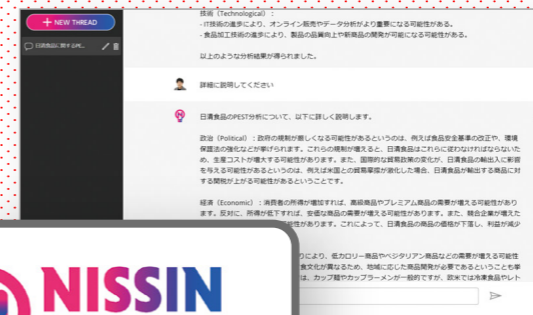 + NEW THREAD
日清食品に関するPE...
技術（Technological）：
- IT技術の進歩により、オンライン販売やデータ分析がより重要になる可能性がある。
- 食品加工技術の進歩により、製品の品質向上や新商品の開発が可能になる可能性がある。
以上のような分析結果が得られました。
詳細に説明してください
日清食品のPEST分析について、以下に詳しく説明します。
政治（Political）：政府の規制が厳しくなる可能性があるというのは、例えば食品安全基準の改正や、環境
保護法の強化などが挙げられます。これらの規制が増えると、日清食品はこれらに従わなければならないた
め、生産コストが増大する可能性があります。また、国際的な貿易政策の変化が、日清食品の輸出入に影響
を与える可能性があるというのは、例えば米国との貿易摩擦が激化した場合、日清食品が輸出する商品に対
する関税が上がる可能性があるということです。
経済（Economic）：消費者の所得が増加すれば、高級商品やプレミアム商品の需要が増える可能性があり
ます。反対に、所得が低下すれば、安価な商品の需要が増える可能性があります。また、競合企業が増えた
可能性があります。これによって、日清食品の商品の価格が下落し、利益が減少
により、低カロリー商品やベジタリアン商品などの需要が増える可能性
食文化が異なるため、地域に応じた商品開発が必要であるということも挙
は、カップ麺やカップラーメンが一般的ですが、欧米では冷凍食品やレト
NISSIN